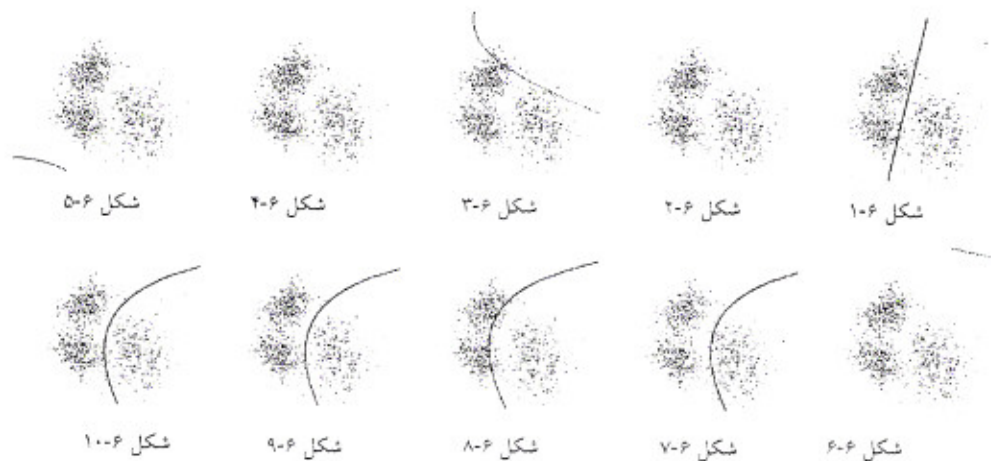 شکل ۶-۱
شکل ۶-۲
شکل ۶-۳
شکل ۶-۴
شکل ۶-۵
شکل ۶-۶
شکل ۶-۷
شکل ۶-۸
شکل ۶-۹
شکل ۶-۱۰